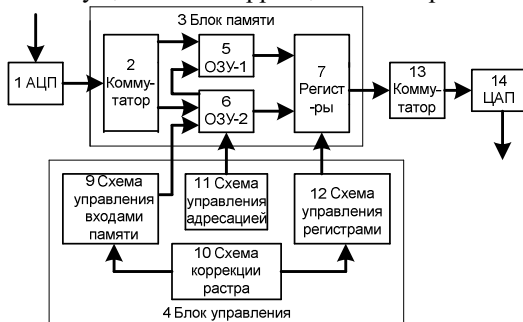 3 Блок памяти
1 АЦП
2
Комму-
татор
5
ОЗУ-1
6
ОЗУ-2
7
Регист
-ры
13
Комму-
татор
14
ЦАП
9 Схема
управления
входами
памяти
11 Схема
управления
адресацией
12 Схема
управления
регистрами
10 Схема
коррекции
растра
4 Блок управления